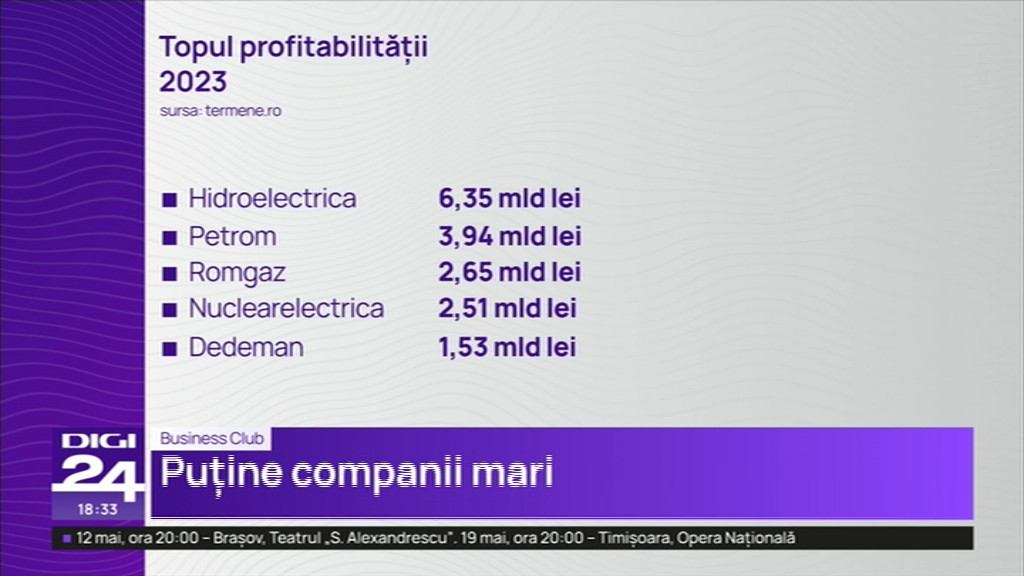 Topul profitabilității
2023
sursa: termene.ro
■ Hidroelectrica 6,35 mld lei
■ Petrom 3,94 mld lei
■ Romgaz 2,65 mld lei
■ Nuclearelectrica 2,51 mld lei
■ Dedeman 1,53 mld lei
DIGI
24
18:33
Business Club
Puține companii mari
■ 12 mai, ora 20:00 – Brașov, Teatrul „S. Alexandrescu”. 19 mai, ora 20:00 – Timișoara, Opera Națională